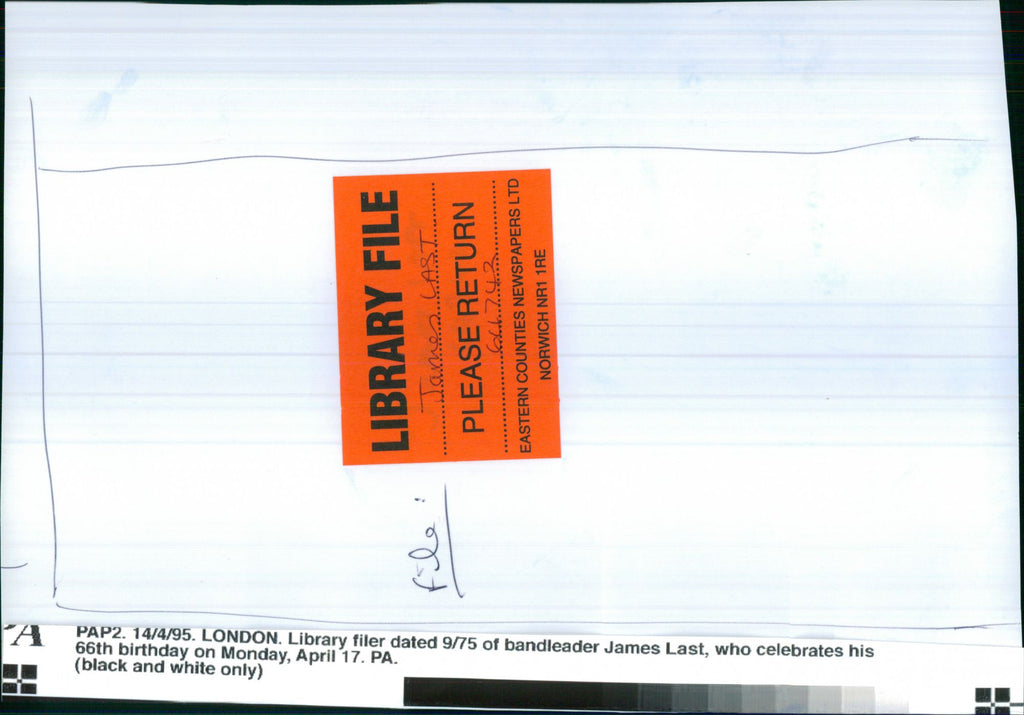 LIBRARY FILE
James LAST
PLEASE RETURN
EASTERN COUNTIES NEWSPAPERS LTD
NORWICH NR1 1RE
file:
PA
PAP2. 14/4/95. LONDON. Library filer dated 9/75 of bandleader James Last, who celebrates his
66th birthday on Monday, April 17. PA.
(black and white only)